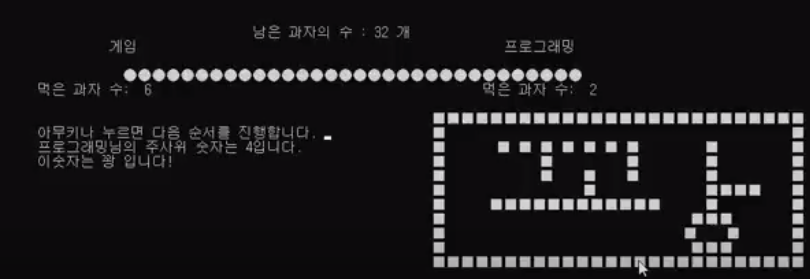 남은 과자의 수 : 32 개
게임 프로그래밍
먹은 과자 수: 6 먹은 과자 수: 2
아무키나 누르면 다음 순서를 진행합니다.
프로그래밍님의 주사위 숫자는 4입니다.
이숫자는 꽝 입니다!
꽝